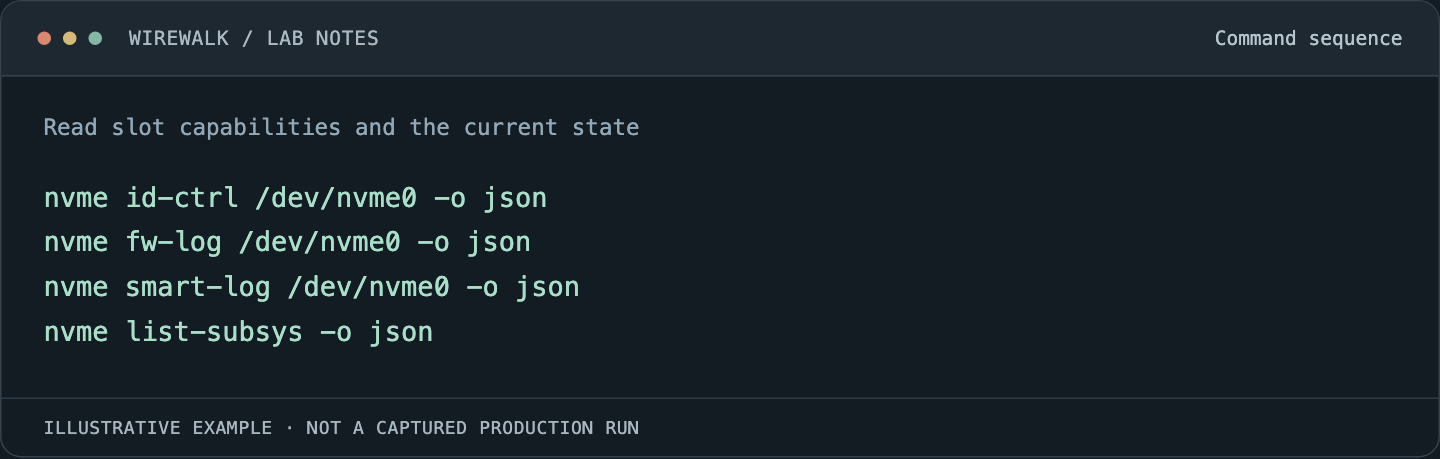 WIREWALK / LAB NOTES
Command sequence
Read slot capabilities and the current state
nvme id-ctrl /dev/nvme0 -o json
nvme fw-log /dev/nvme0 -o json
nvme smart-log /dev/nvme0 -o json
nvme list-subsys -o json
ILLUSTRATIVE EXAMPLE · NOT A CAPTURED PRODUCTION RUN